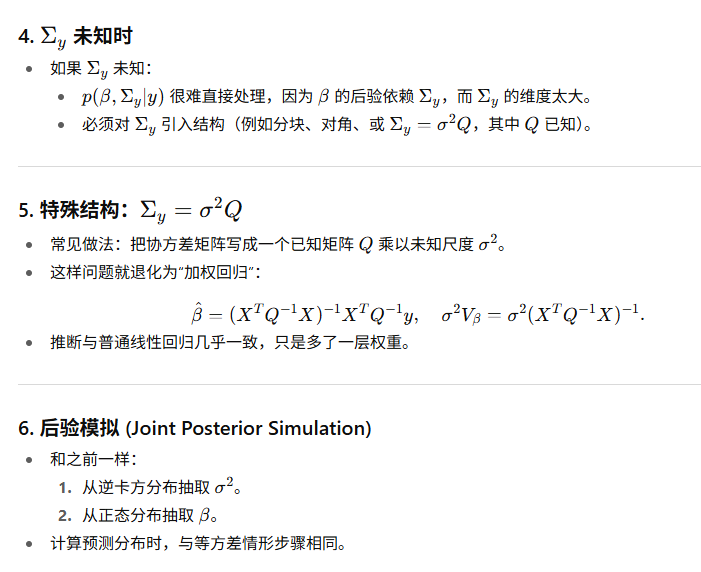 4. Σ_y 未知时
如果 Σ_y 未知：
p(β, Σ_y|y) 很难直接处理，因为 β 的后验依赖 Σ_y，而 Σ_y 的维度太大。
必须对 Σ_y 引入结构（例如分块、对角、或 Σ_y = σ²Q，其中 Q 已知）。
5. 特殊结构：Σ_y = σ²Q
常见做法：把协方差矩阵写成一个已知矩阵 Q 乘以未知尺度 σ²。
这样问题就退化为“加权回归”：
β̂ = (X^T Q^{-1} X)^{-1} X^T Q^{-1} y, σ²V_β = σ²(X^T Q^{-1} X)^{-1}.
推断与普通线性回归几乎一致，只是多了一层权重。
6. 后验模拟 (Joint Posterior Simulation)
和之前一样：
1. 从逆卡方分布抽取 σ²。
2. 从正态分布抽取 β。
计算预测分布时，与等方差情形步骤相同。